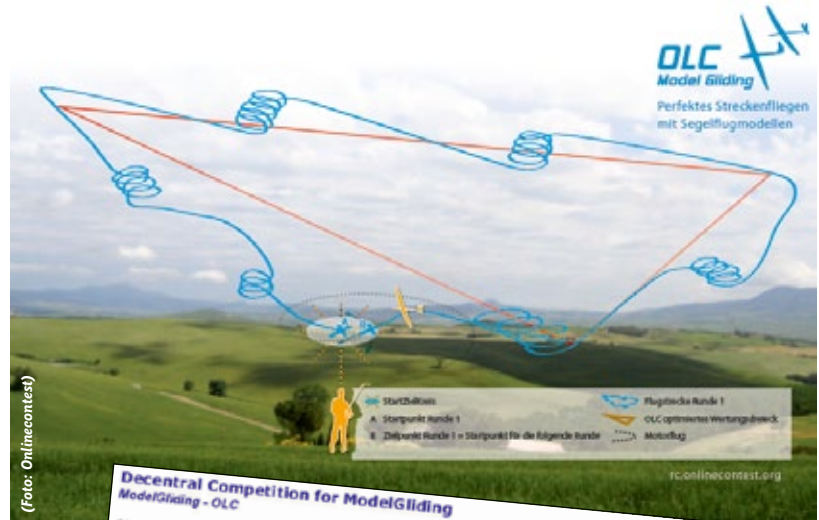 OLC
Model Gliding
Perfektes Streckenfliegen
mit Segelflugmodellen
StartZielKreis
A Startpunkt Runde 1
B Zielpunkt Runde 1 = Startpunkt für die folgende Runde
Flugstrecke Runde 1
OLC optimiertes Wertungsdreieck
Motorflug
rc.onlinecontest.org
(Foto: Onlinecontest)
Decentral Competition for ModelGliding
ModelGliding - OLC